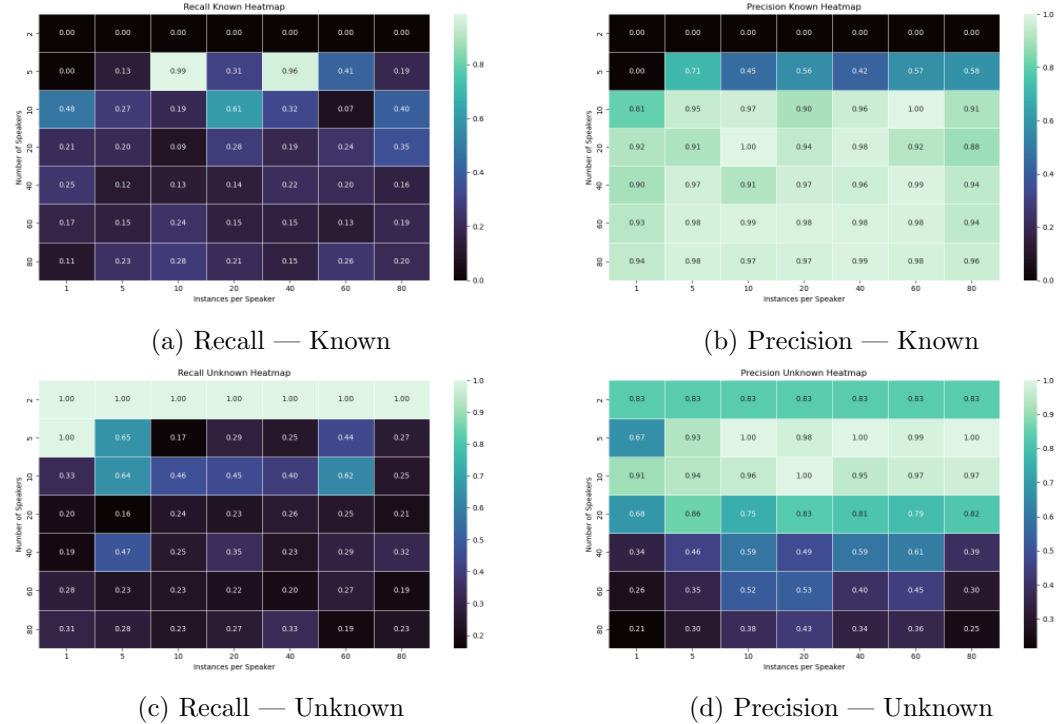 Recall Known Heatmap
2 0.00 0.00 0.00 0.00 0.00 0.00 0.00
5 0.00 0.13 0.99 0.31 0.96 0.41 0.19
10 0.48 0.27 0.19 0.61 0.32 0.07 0.40
20 0.21 0.20 0.09 0.28 0.19 0.24 0.35
40 0.25 0.12 0.13 0.14 0.22 0.20 0.16
60 0.17 0.15 0.24 0.15 0.15 0.13 0.19
80 0.11 0.23 0.28 0.21 0.15 0.26 0.20
1 5 10 20 40 60 80
Number of Speakers
Instances per Speaker
0.8
0.6
0.4
0.2
0.0
(a) Recall — Known
Precision Known Heatmap
2 0.00 0.00 0.00 0.00 0.00 0.00 0.00
5 0.00 0.71 0.45 0.56 0.42 0.57 0.58
10 0.81 0.95 0.97 0.90 0.96 1.00 0.91
20 0.92 0.91 1.00 0.94 0.98 0.92 0.88
40 0.90 0.97 0.91 0.97 0.96 0.99 0.94
60 0.93 0.98 0.99 0.98 0.98 0.98 0.94
80 0.94 0.98 0.97 0.97 0.99 0.98 0.96
1 5 10 20 40 60 80
Number of Speakers
Instances per Speaker
1.0
0.8
0.6
0.4
0.2
0.0
(b) Precision — Known
Recall Unknown Heatmap
2 1.00 1.00 1.00 1.00 1.00 1.00 1.00
5 1.00 0.65 0.17 0.29 0.25 0.44 0.27
10 0.33 0.64 0.46 0.45 0.40 0.62 0.25
20 0.20 0.16 0.24 0.23 0.26 0.25 0.21
40 0.19 0.47 0.25 0.35 0.23 0.29 0.32
60 0.28 0.23 0.23 0.22 0.20 0.27 0.19
80 0.31 0.28 0.23 0.27 0.33 0.19 0.23
1 5 10 20 40 60 80
Number of Speakers
Instances per Speaker
1.0
0.9
0.8
0.7
0.6
0.5
0.4
0.3
0.2
(c) Recall — Unknown
Precision Unknown Heatmap
2 0.83 0.83 0.83 0.83 0.83 0.83 0.83
5 0.67 0.93 1.00 0.98 1.00 0.99 1.00
10 0.91 0.94 0.96 1.00 0.95 0.97 0.97
20 0.68 0.86 0.75 0.83 0.81 0.79 0.82
40 0.34 0.46 0.59 0.49 0.59 0.61 0.39
60 0.26 0.35 0.52 0.53 0.40 0.45 0.30
80 0.21 0.30 0.38 0.43 0.34 0.36 0.25
1 5 10 20 40 60 80
Number of Speakers
Instances per Speaker
1.0
0.9
0.8
0.7
0.6
0.5
0.4
0.3
(d) Precision — Unknown